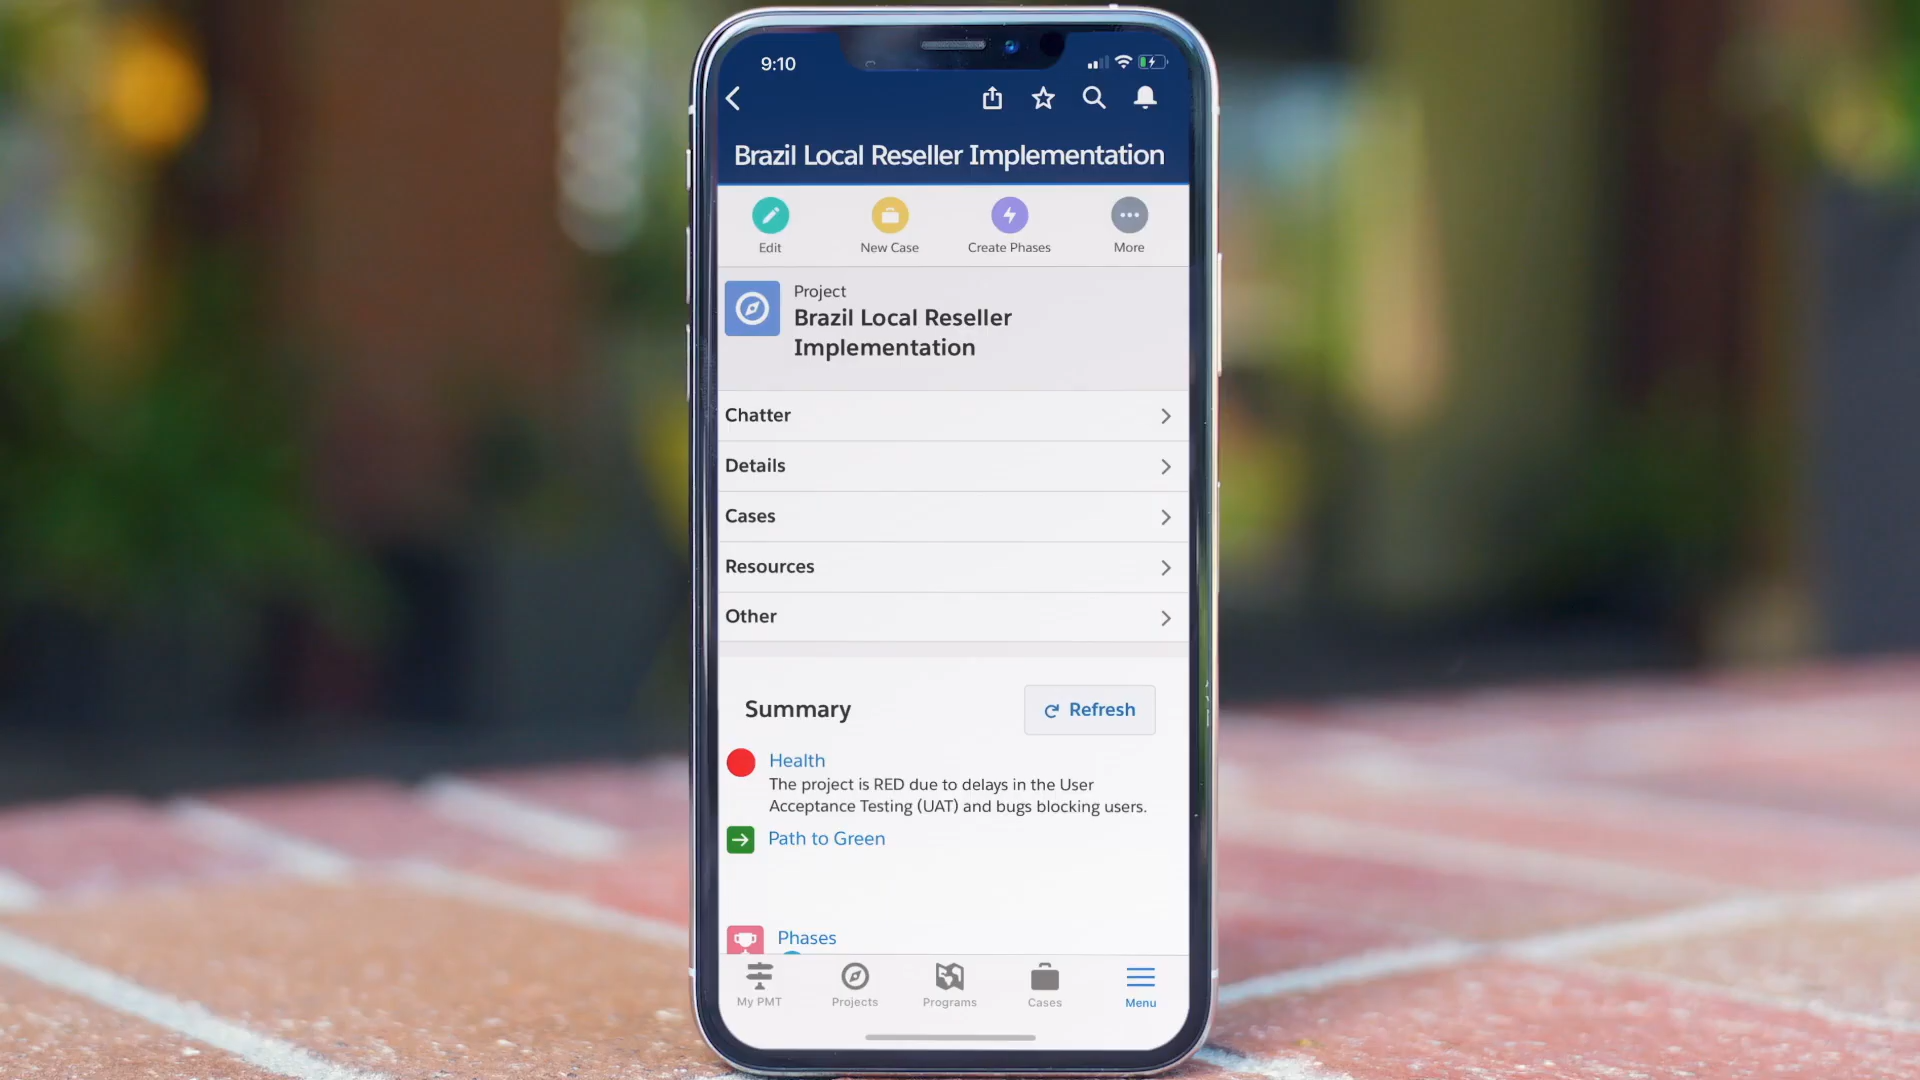 9:10
Brazil Local Reseller Implementation
Edit
New Case
Create Phases
More
Project
Brazil Local Reseller
Implementation
Chatter
Details
Cases
Resources
Other
Summary
Refresh
Health
The project is RED due to delays in the User
Acceptance Testing (UAT) and bugs blocking users.
Path to Green
Phases
My PMT
Projects
Programs
Cases
Menu